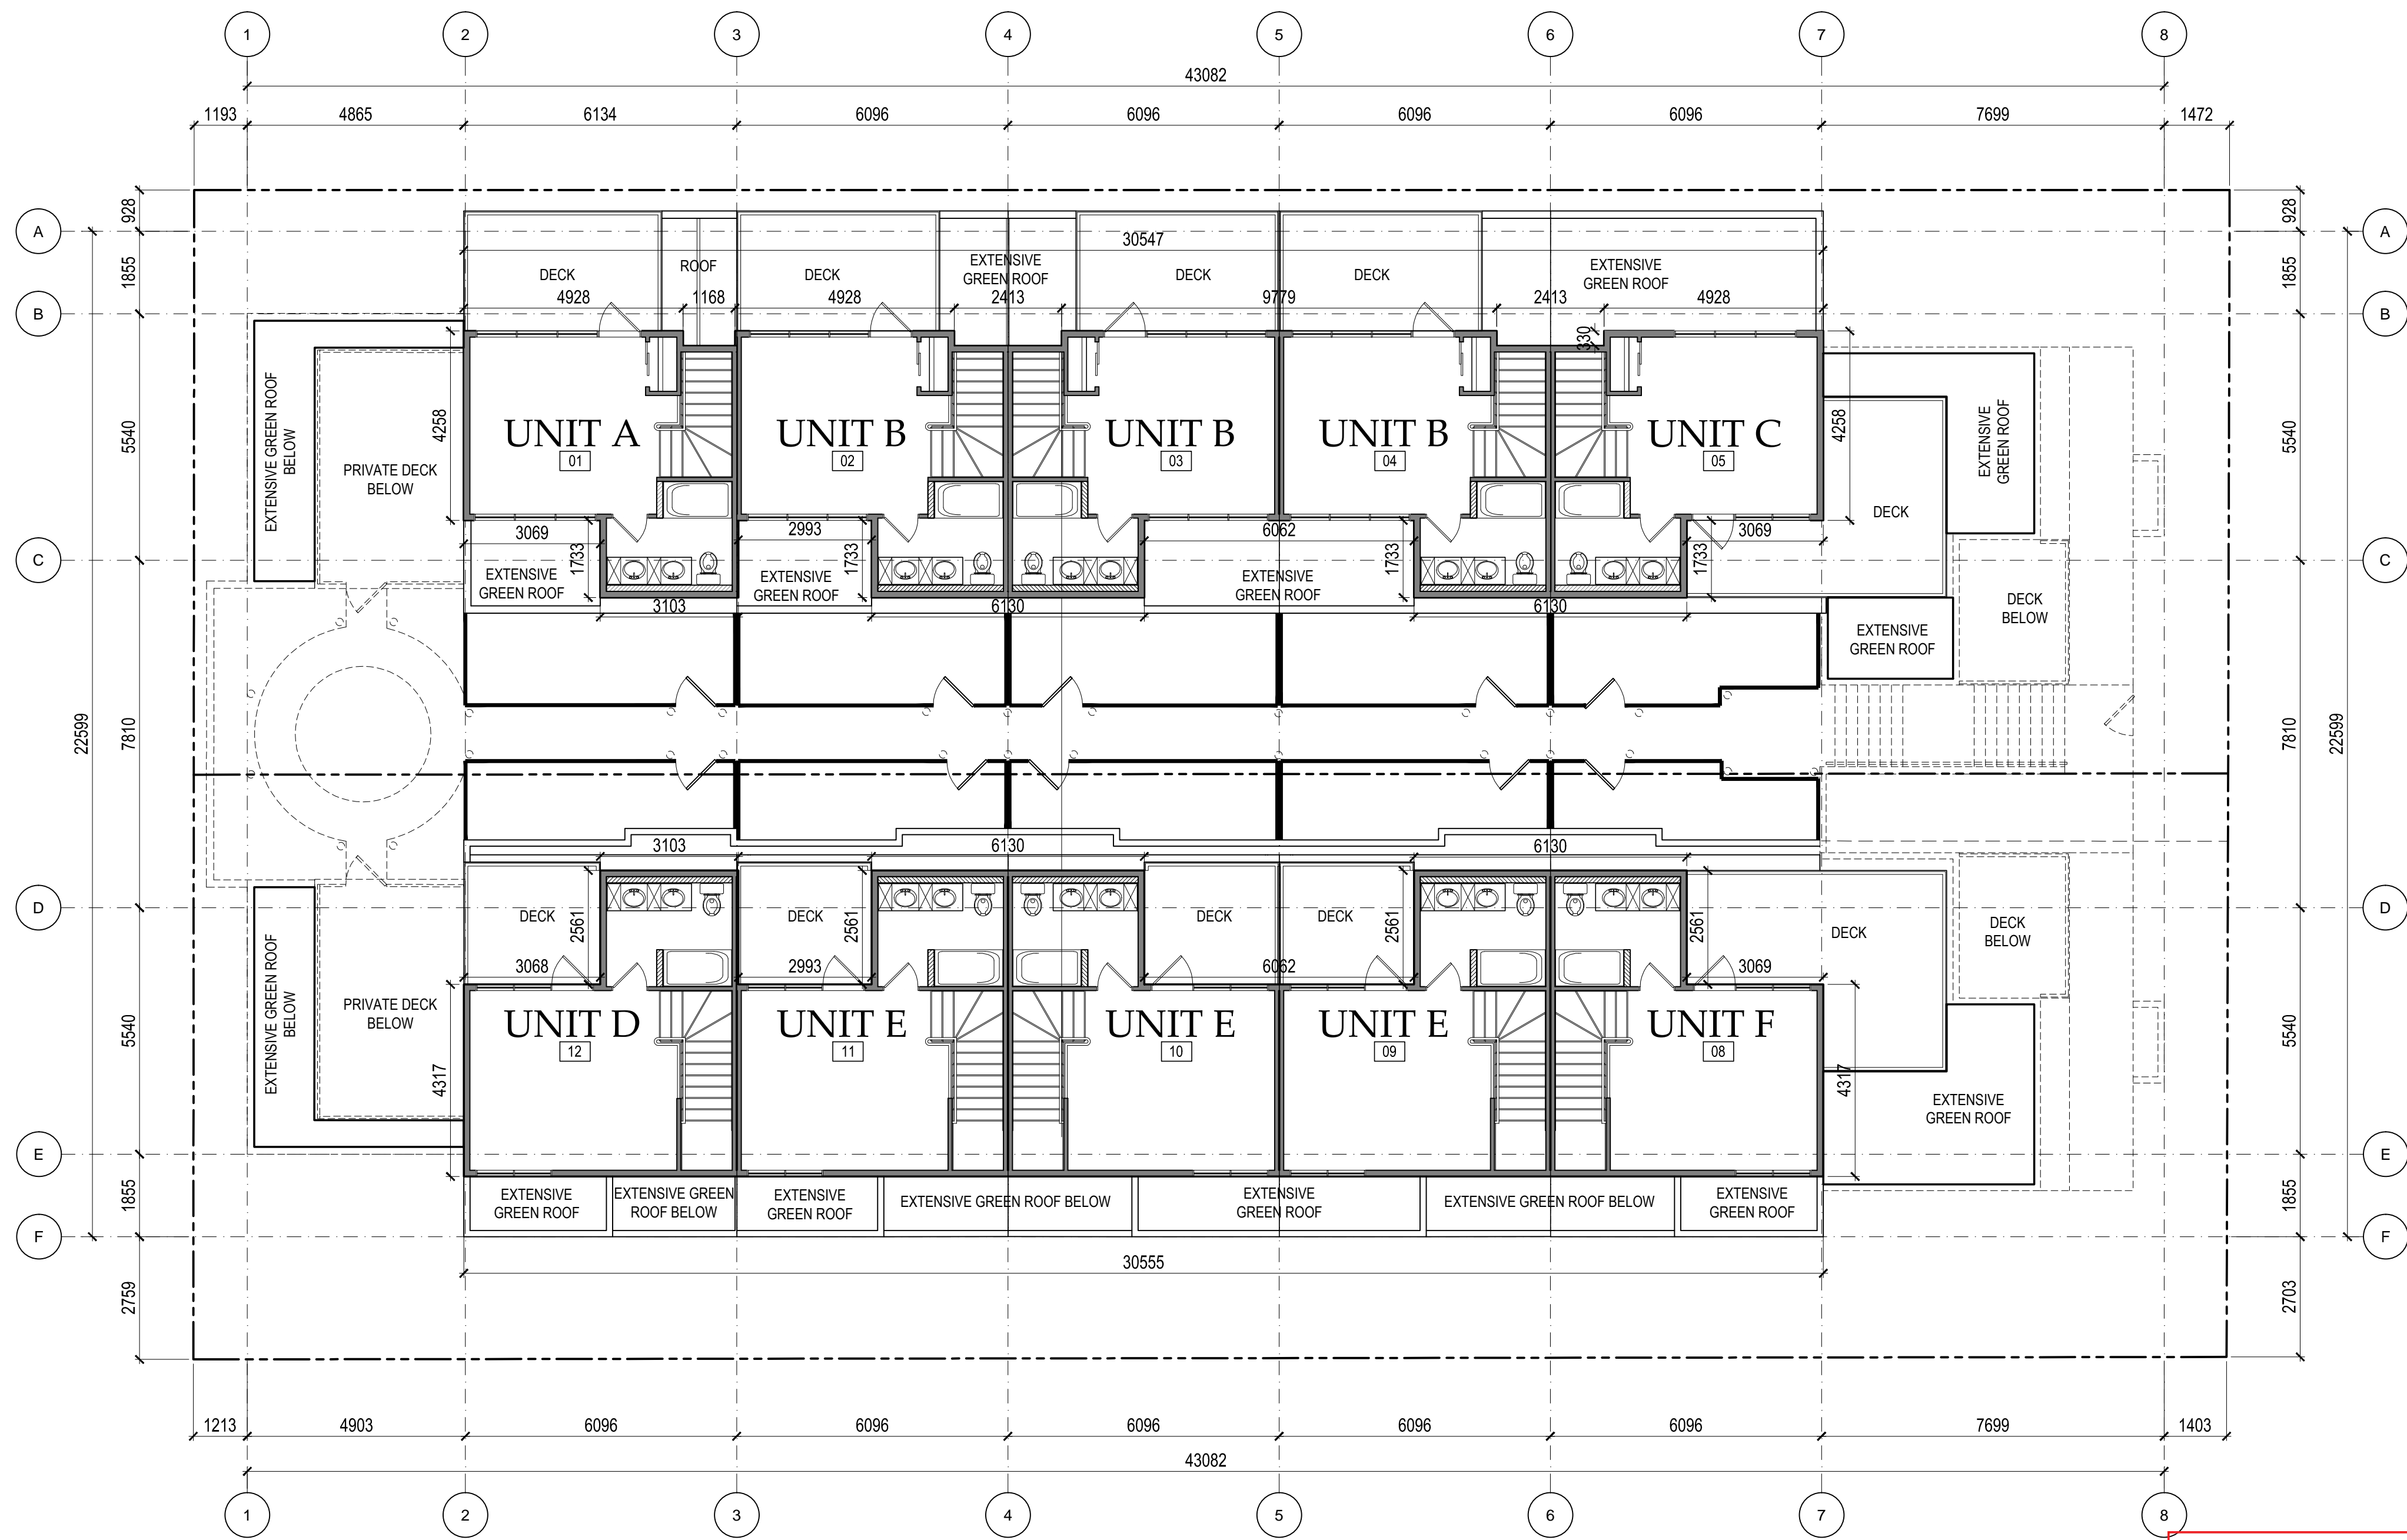 1 2 3 4 5 6 7 8
43082
1193 4865 6134 6096 6096 6096 6096 7699 1472
928 928
A A
30547
1855 1855
DECK ROOF DECK EXTENSIVE DECK DECK EXTENSIVE
GREEN ROOF GREEN ROOF
4928 1168 4928 2413 9779 2413 4928
B B
330
EXTENSIVE GREEN ROOF
BELOW
PRIVATE DECK
BELOW
5540 4258 4258 5540
UNIT A UNIT B UNIT B UNIT B UNIT C
01 02 03 04 05
EXTENSIVE
GREEN ROOF
DECK
3069 2993 6062 3069
1733 1733 1733 1733
C C
EXTENSIVE EXTENSIVE EXTENSIVE
GREEN ROOF GREEN ROOF GREEN ROOF
3103 6130 6130
DECK
BELOW
EXTENSIVE
GREEN ROOF
22599 7810 7810 22599
3103 6130 6130
D D
DECK DECK DECK DECK DECK
DECK
BELOW
2561 2561 2561 2561
3068 2993 6062 3069
EXTENSIVE GREEN ROOF
BELOW
PRIVATE DECK
BELOW
UNIT D UNIT E UNIT E UNIT E UNIT F
12 11 10 09 08
5540 4317 4317 5540
EXTENSIVE
GREEN ROOF
E E
1855 1855
EXTENSIVE
GREEN ROOF
EXTENSIVE GREEN
ROOF BELOW
EXTENSIVE
GREEN ROOF
EXTENSIVE GREEN ROOF BELOW
EXTENSIVE
GREEN ROOF
EXTENSIVE GREEN ROOF BELOW
EXTENSIVE
GREEN ROOF
F F
30555
2759 2703
1213 4903 6096 6096 6096 6096 6096 7699 1403
43082
1 2 3 4 5 6 7 8